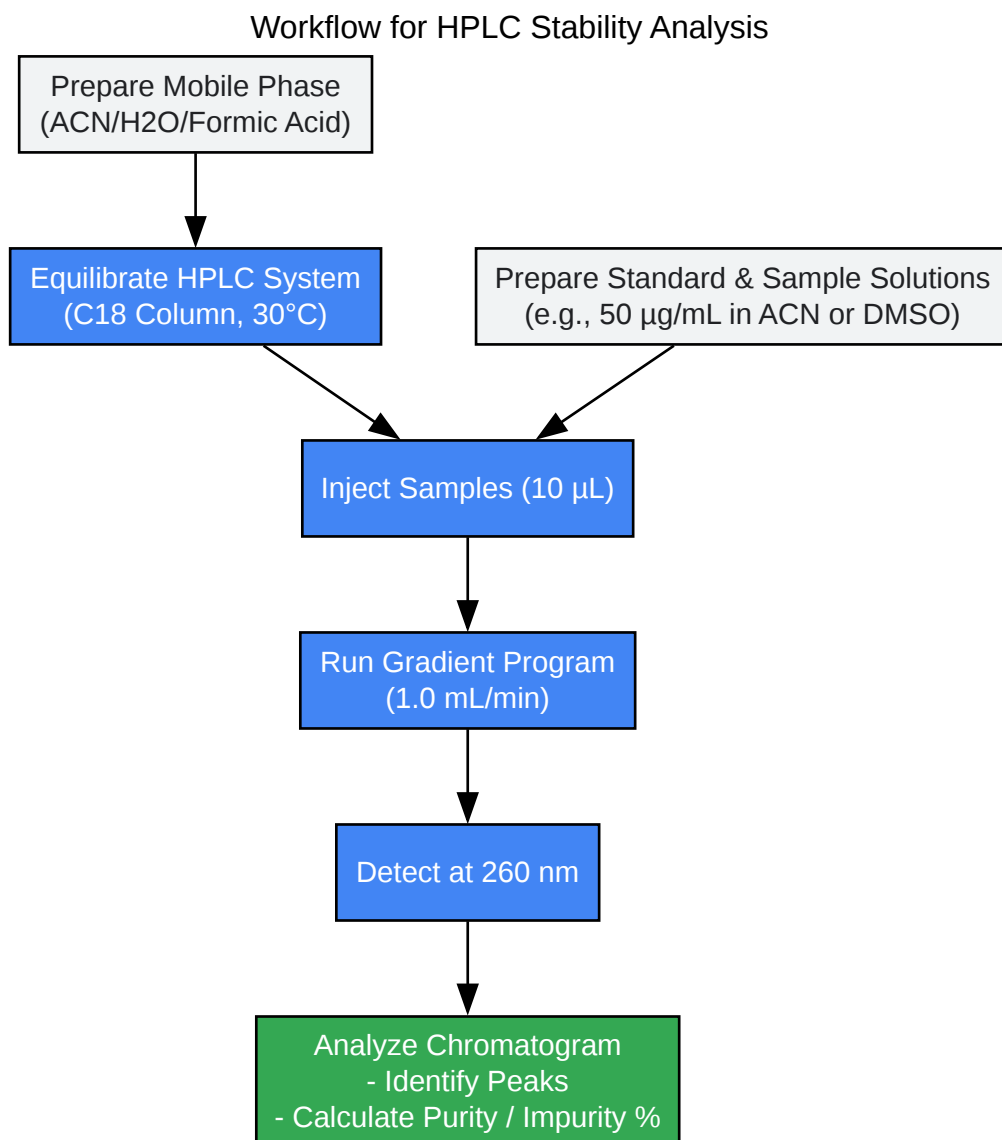 Workflow for HPLC Stability Analysis
Prepare Mobile Phase
(ACN/H2O/Formic Acid)
Equilibrate HPLC System
(C18 Column, 30°C)
Prepare Standard & Sample Solutions
(e.g., 50 µg/mL in ACN or DMSO)
Inject Samples (10 µL)
Run Gradient Program
(1.0 mL/min)
Detect at 260 nm
Analyze Chromatogram
- Identify Peaks
- Calculate Purity / Impurity %